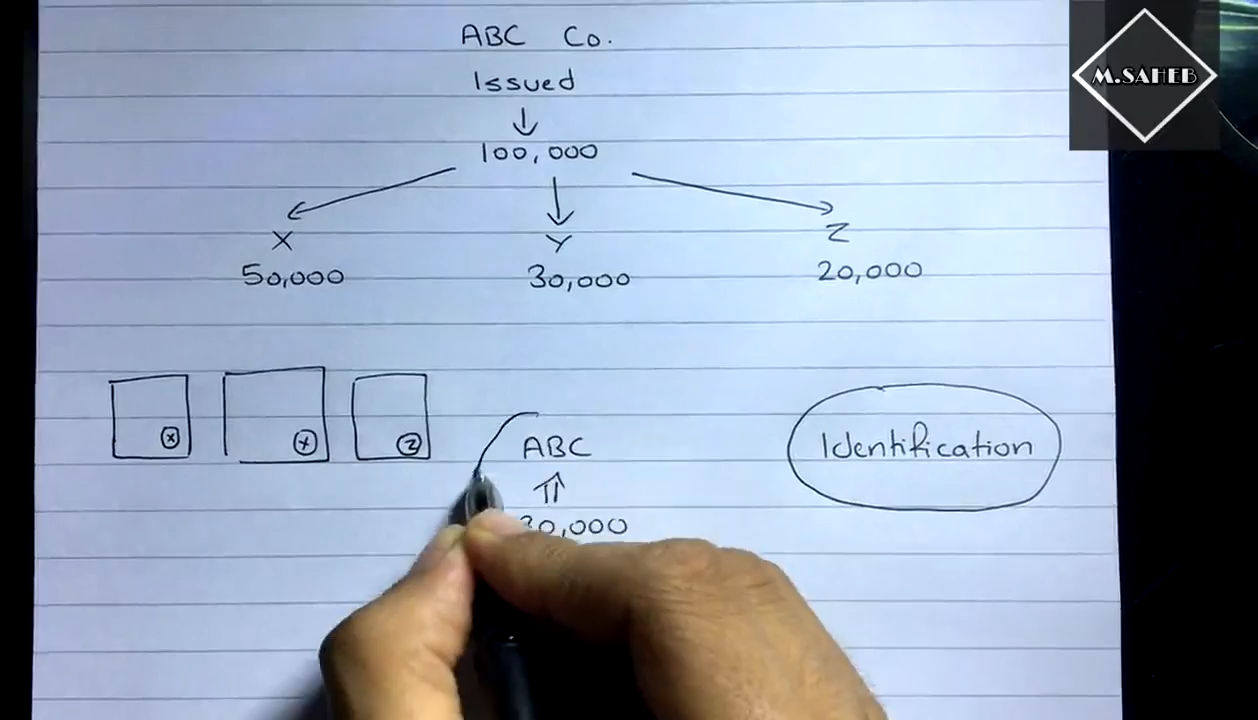 ABC Co.
M.SAHEB
Issued
100,000
X Y Z
50,000 30,000 20,000
X Z
ABC
Identification